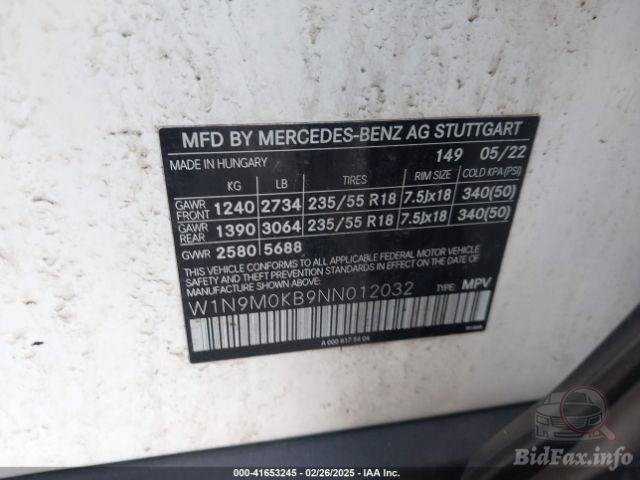 MFD BY MERCEDES-BENZ AG STUTTGART
MADE IN HUNGARY 149 05/22
KG LB TIRES RIM SIZE COLD KPA(PSI)
GAWR FRONT 1240 2734 235/55 R18 7.5Jx18 340(50)
GAWR REAR 1390 3064 235/55 R18 7.5Jx18 340(50)
GVWR 2580 5688
THIS VEHICLE CONFORMS TO ALL APPLICABLE FEDERAL MOTOR VEHICLE
SAFETY AND THEFT PREVENTION STANDARDS IN EFFECT ON THE DATE OF
MANUFACTURE SHOWN ABOVE.
W1N9M0KB9NN012032 TYPE: MPV
A 000 817 54 04
000-41653245 - 02/26/2025 - IAA Inc.
BidFax.info